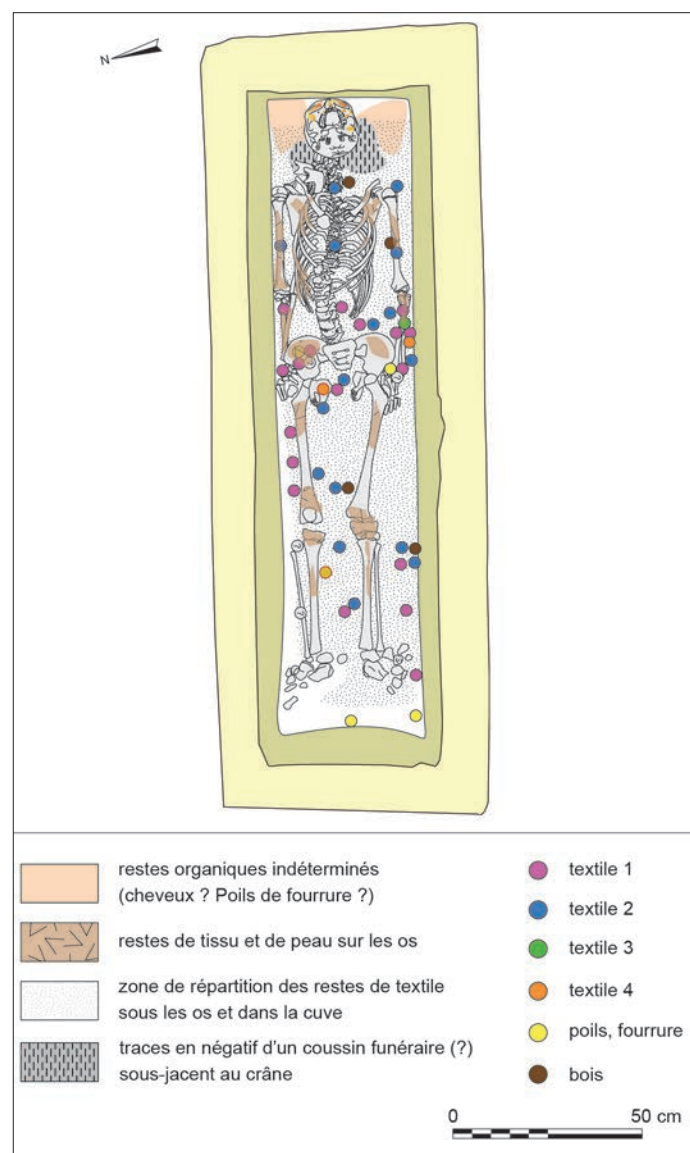 N
restes organiques indéterminés
(cheveux ? Poils de fourrure ?)
restes de tissu et de peau sur les os
zone de répartition des restes de textile
sous les os et dans la cuve
traces en négatif d'un coussin funéraire (?)
sous-jacent au crâne
textile 1
textile 2
textile 3
textile 4
poils, fourrure
bois
0 50 cm